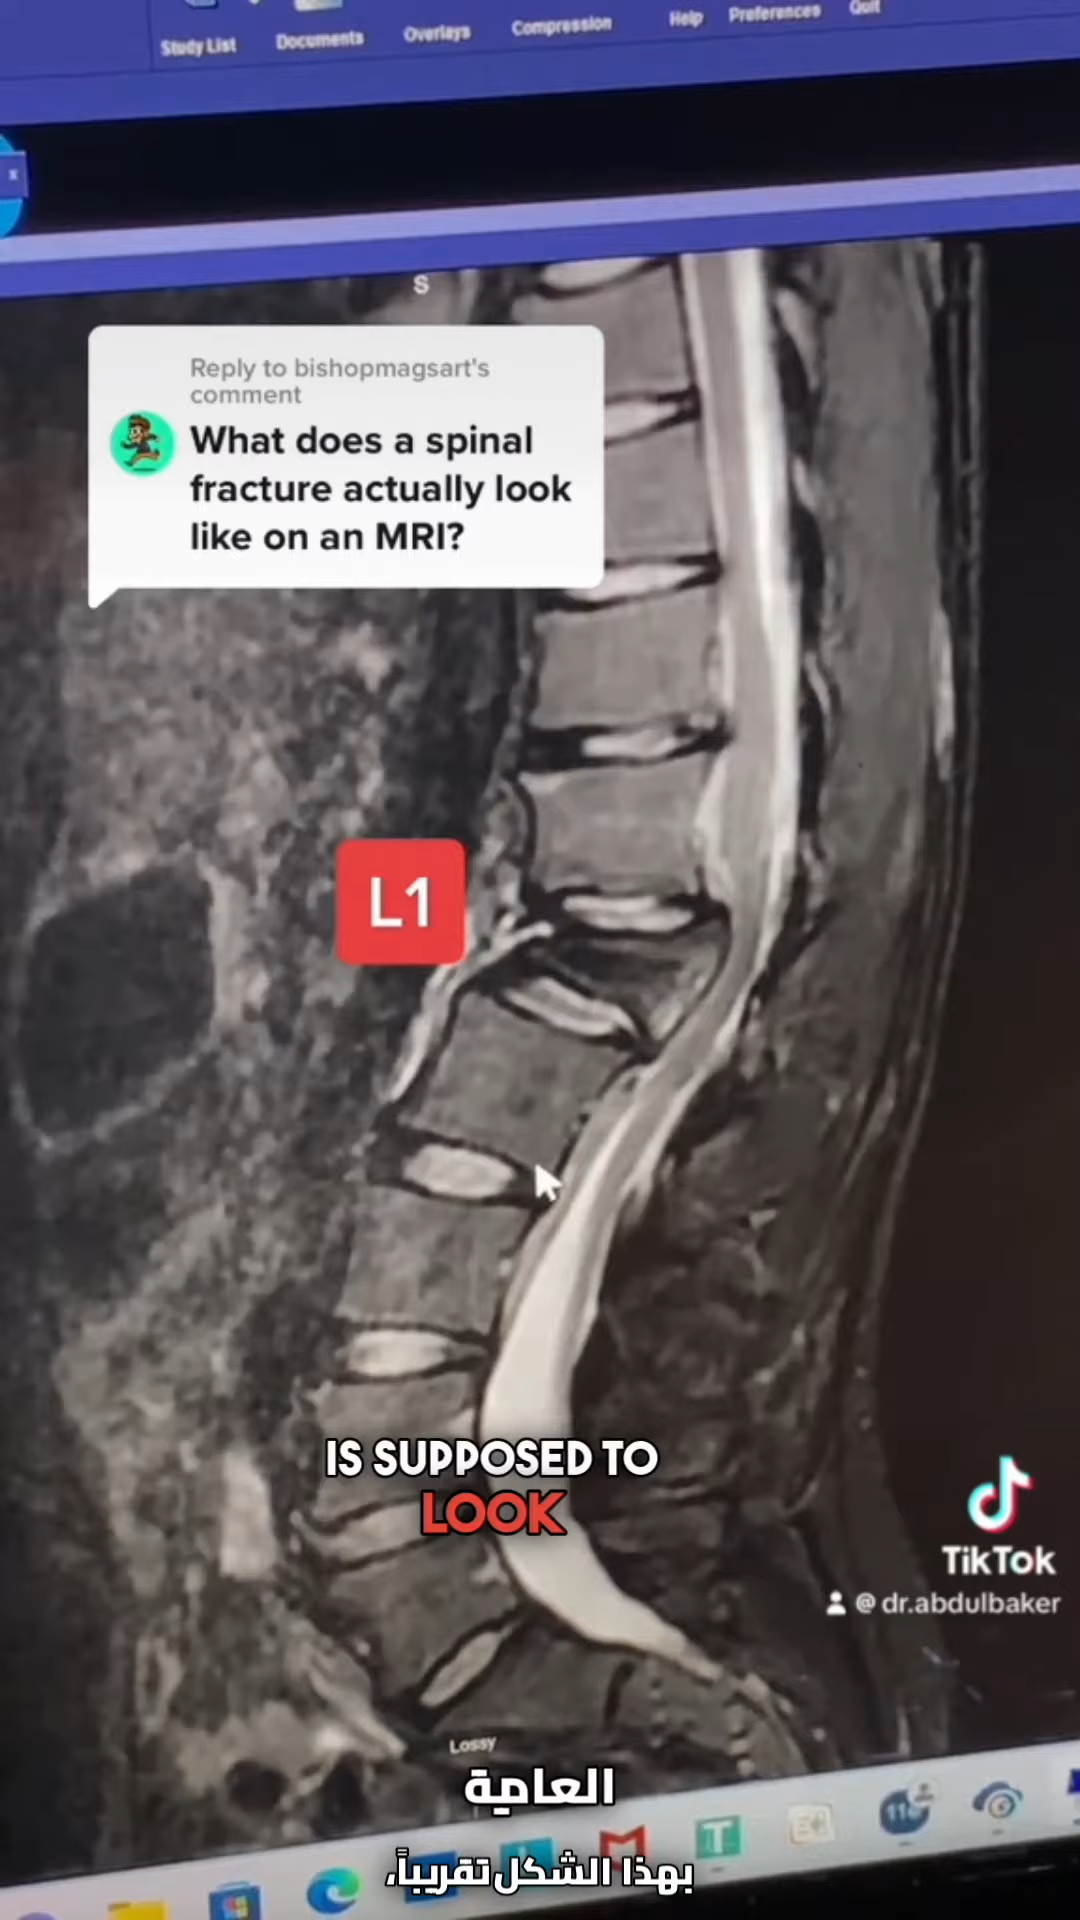 Study List
Documents
Overlays
Compression
Help
Preferences
Quit
x
S
Reply to bishopmagsart's
comment
What does a spinal
fracture actually look
like on an MRI?
L1
IS SUPPOSED TO
LOOK
TikTok
@ dr.abdulbaker
Lossy
العامية
بهذا الشكل تقريباً،